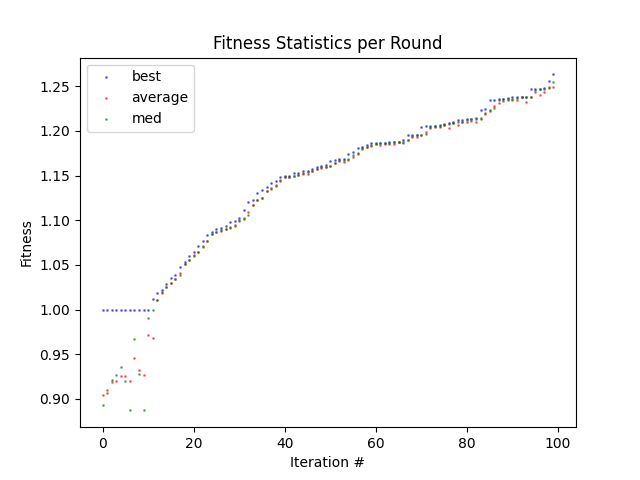 Fitness Statistics per Round
best
average
med
Fitness
1.25
1.20
1.15
1.10
1.05
1.00
0.95
0.90
0 20 40 60 80 100
Iteration #